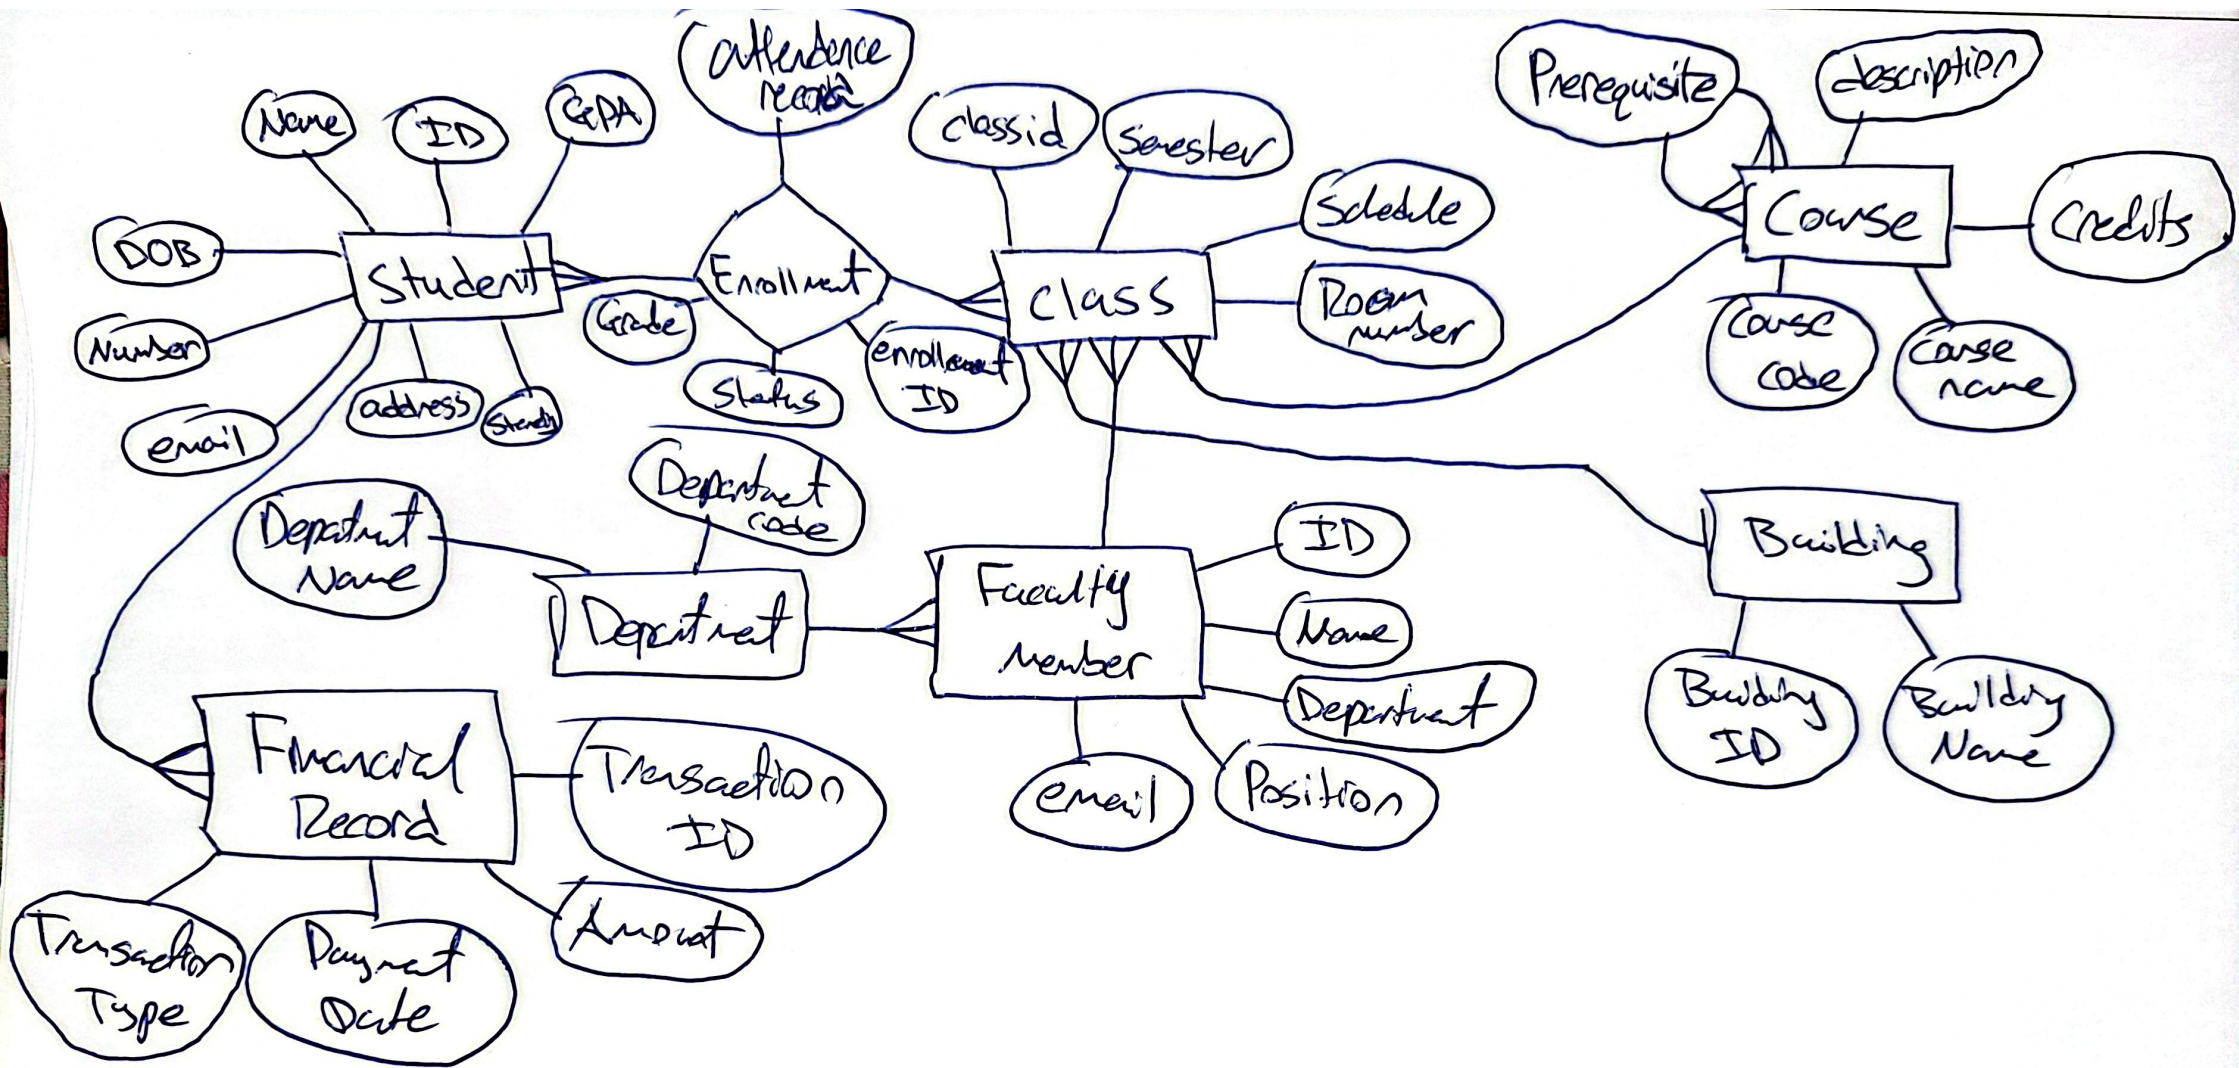 attendence
record
Name
ID
GPA
classid
Semester
Prerequisite
description
DOB
Student
Enrollment
Schedule
Course
Credits
Number
Grade
class
Room
number
email
address
Status
enrollment
ID
Course
code
Course
name
Department
Name
Department
code
ID
Building
Department
Faculty
Member
Name
Department
Building
ID
Building
Name
Financial
Record
Transaction
ID
email
Position
Transaction
Type
Payment
Date
Amount